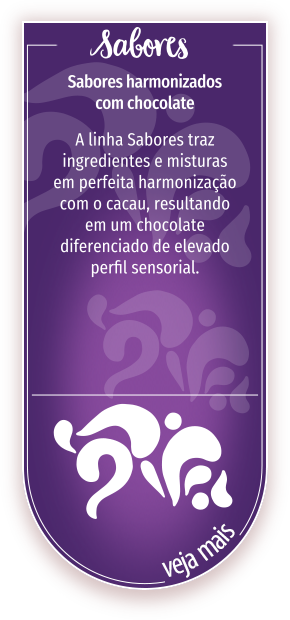 Sabores
Sabores harmonizados
com chocolate
A linha Sabores traz
ingredientes e misturas
em perfeita harmonização
com o cacau, resultando
em um chocolate
diferenciado de elevado
perfil sensorial.
veja mais